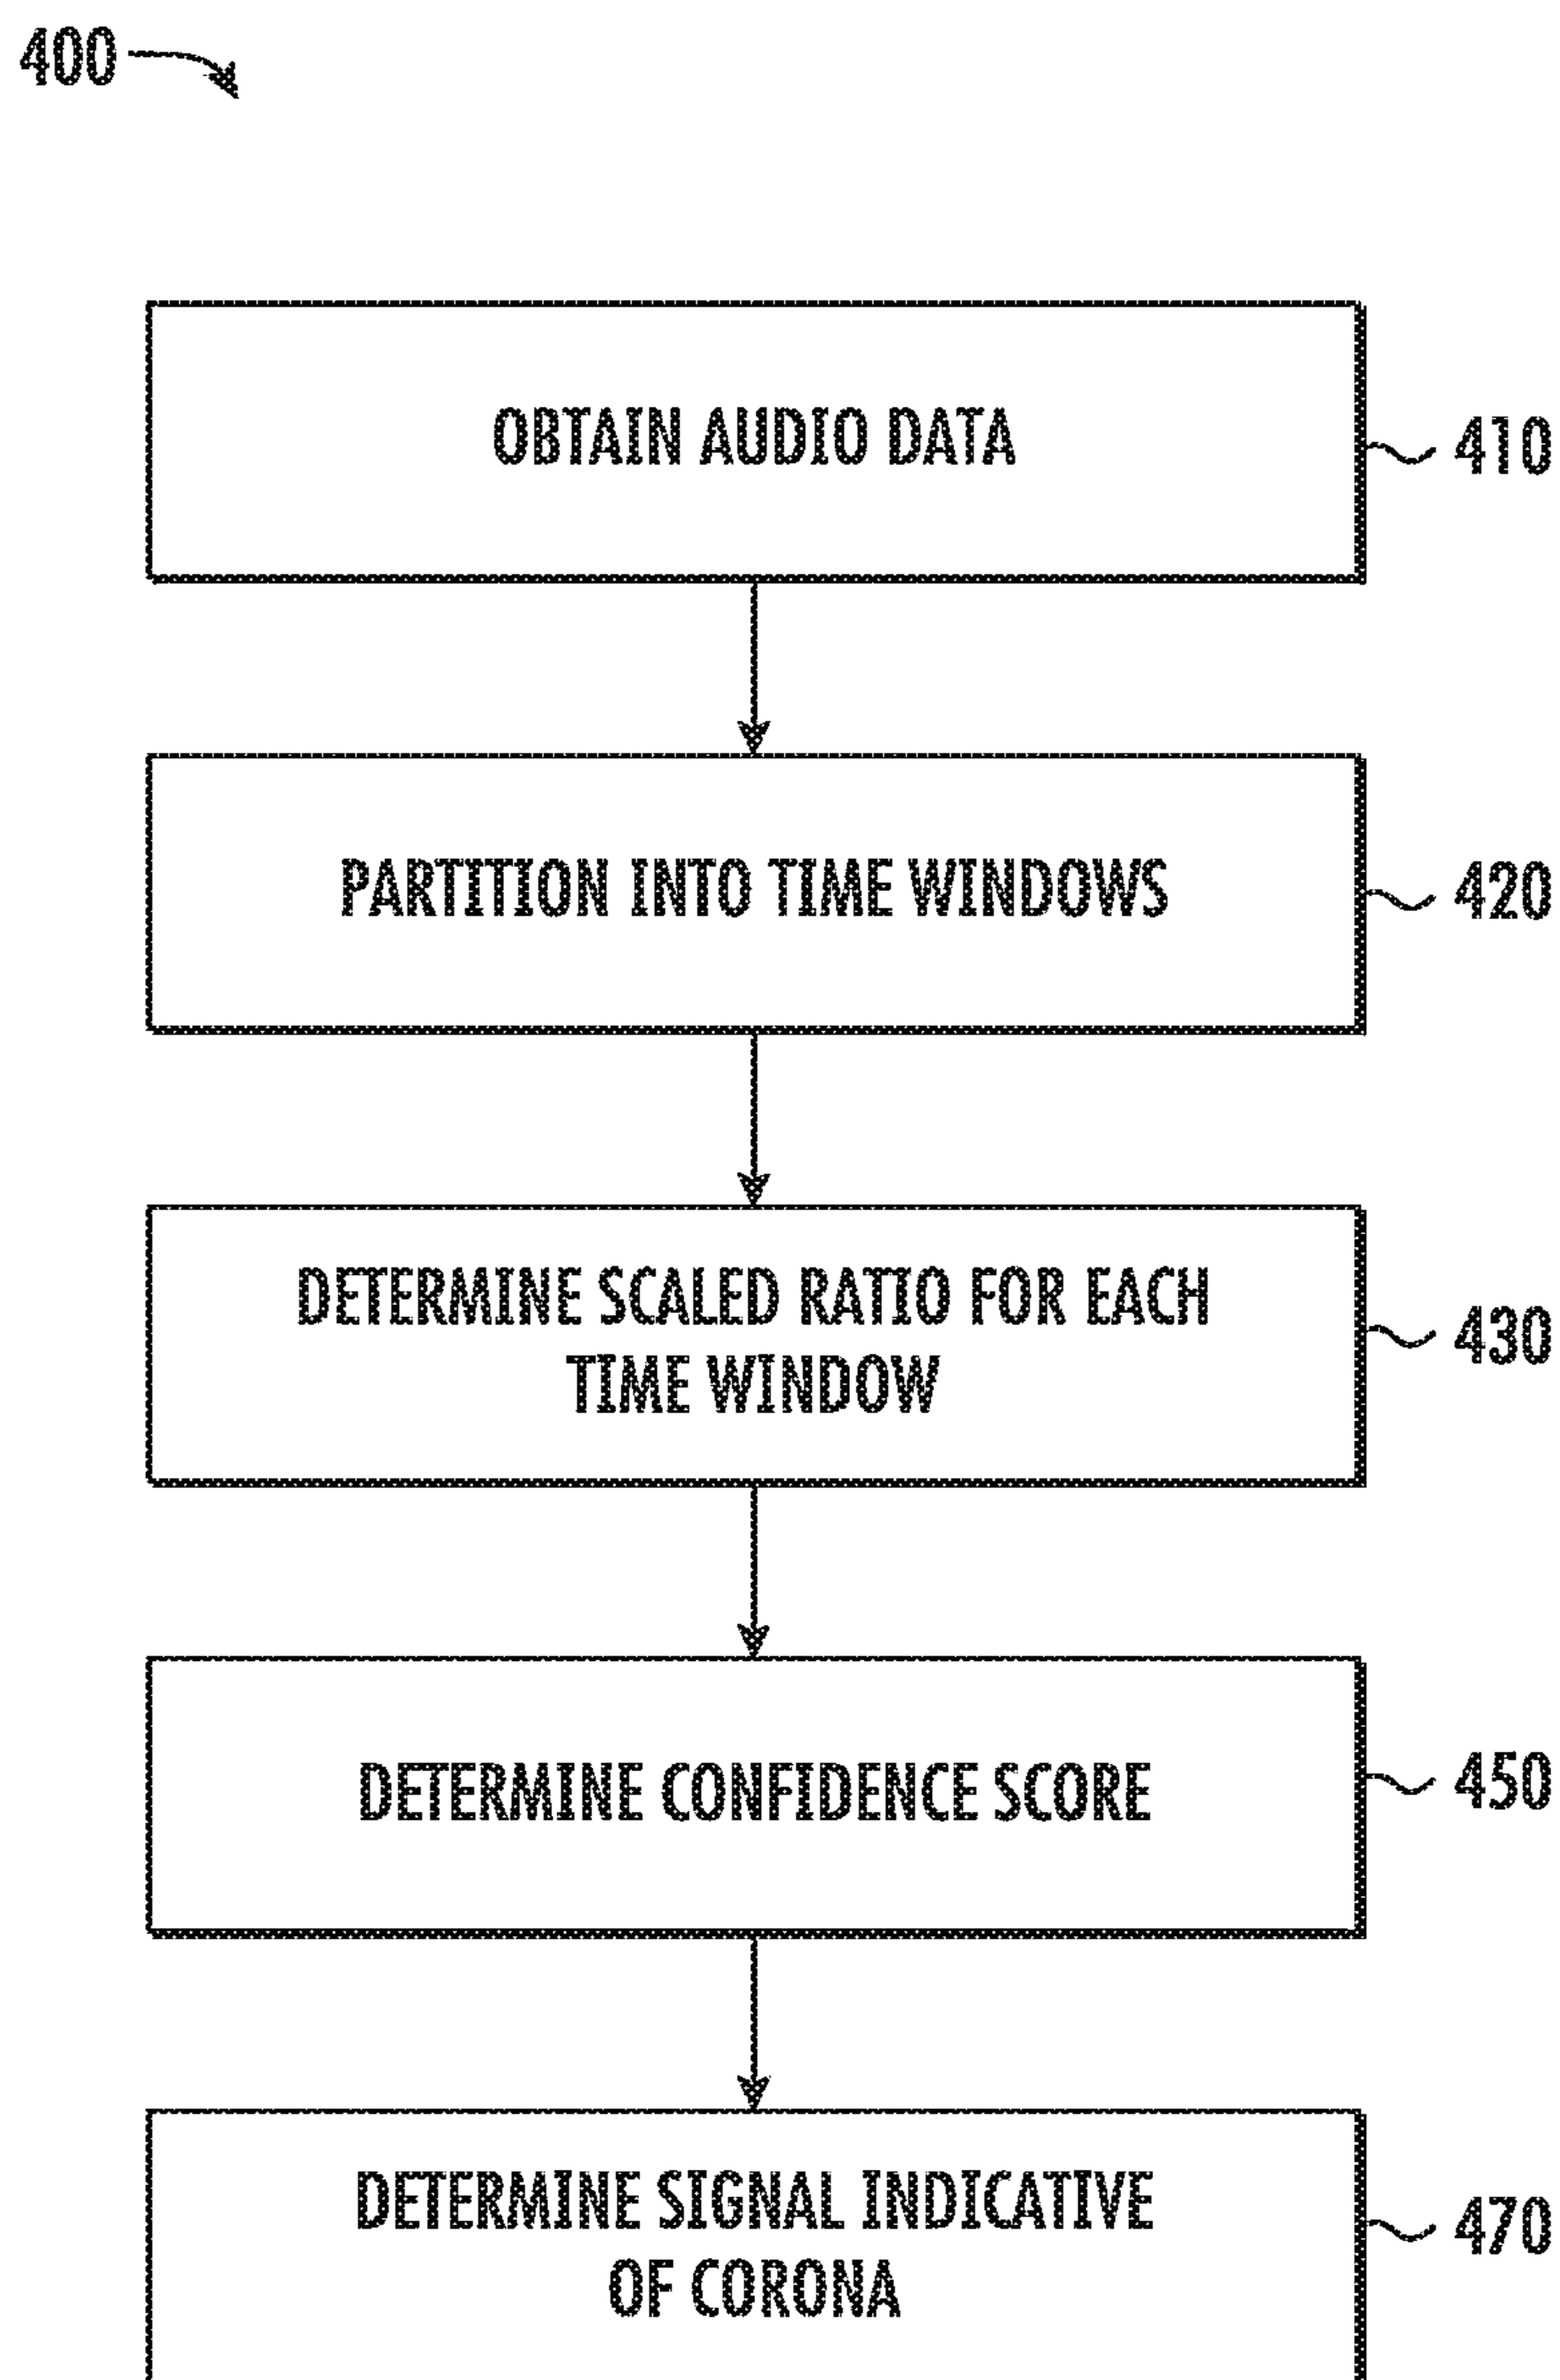 400
OBTAIN AUDIO DATA
410
PARTITION INTO TIME WINDOWS
420
DETERMINE SCALED RATIO FOR EACH
TIME WINDOW
430
DETERMINE CONFIDENCE SCORE
450
DETERMINE SIGNAL INDICATIVE
OF CORONA
470